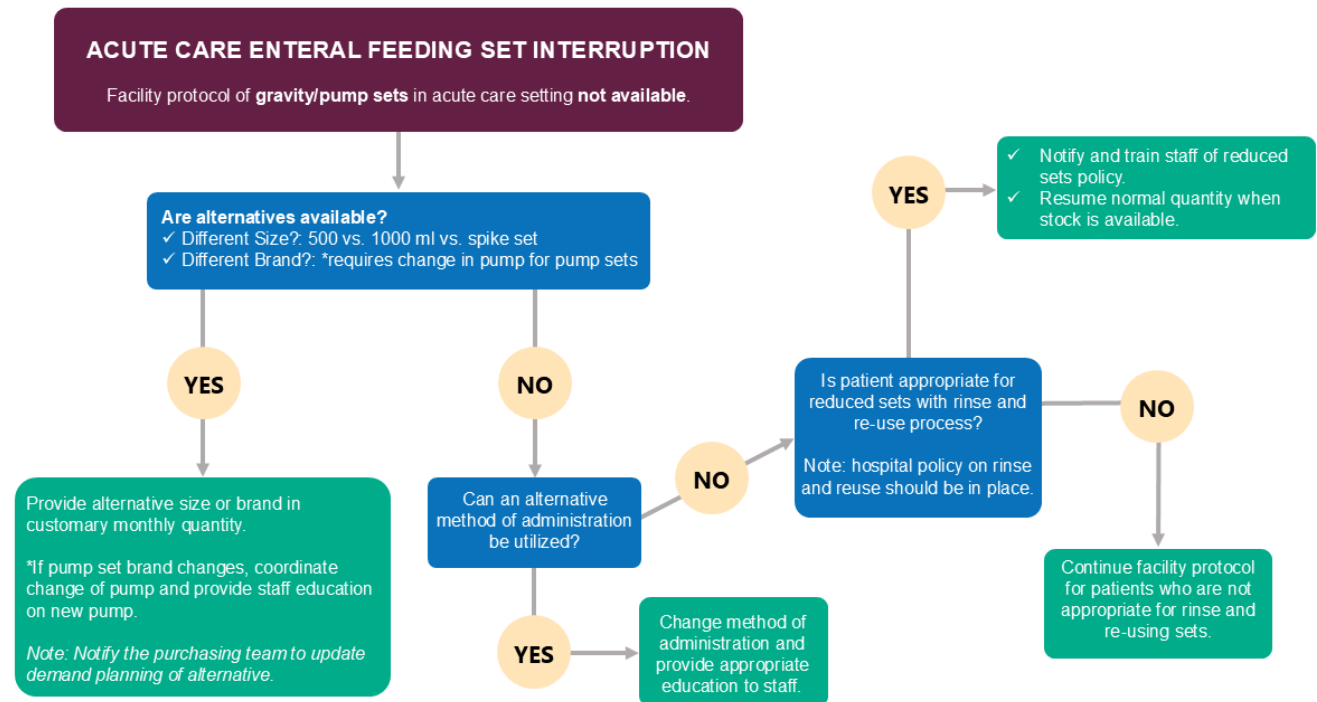 ACUTE CARE ENTERAL FEEDING SET INTERRUPTION
Facility protocol of gravity/pump sets in acute care setting not available.
Are alternatives available?
✓ Different Size?: 500 vs. 1000 ml vs. spike set
✓ Different Brand?: *requires change in pump for pump sets
YES
NO
Provide alternative size or brand in
customary monthly quantity.
*If pump set brand changes, coordinate
change of pump and provide staff education
on new pump.
Note: Notify the purchasing team to update
demand planning of alternative.
Can an alternative
method of administration
be utilized?
YES
Change method of
administration and
provide appropriate
education to staff.
NO
Is patient appropriate for
reduced sets with rinse and
re-use process?
Note: hospital policy on rinse
and reuse should be in place.
YES
✓ Notify and train staff of reduced
sets policy.
✓ Resume normal quantity when
stock is available.
NO
Continue facility protocol
for patients who are not
appropriate for rinse and
re-using sets.